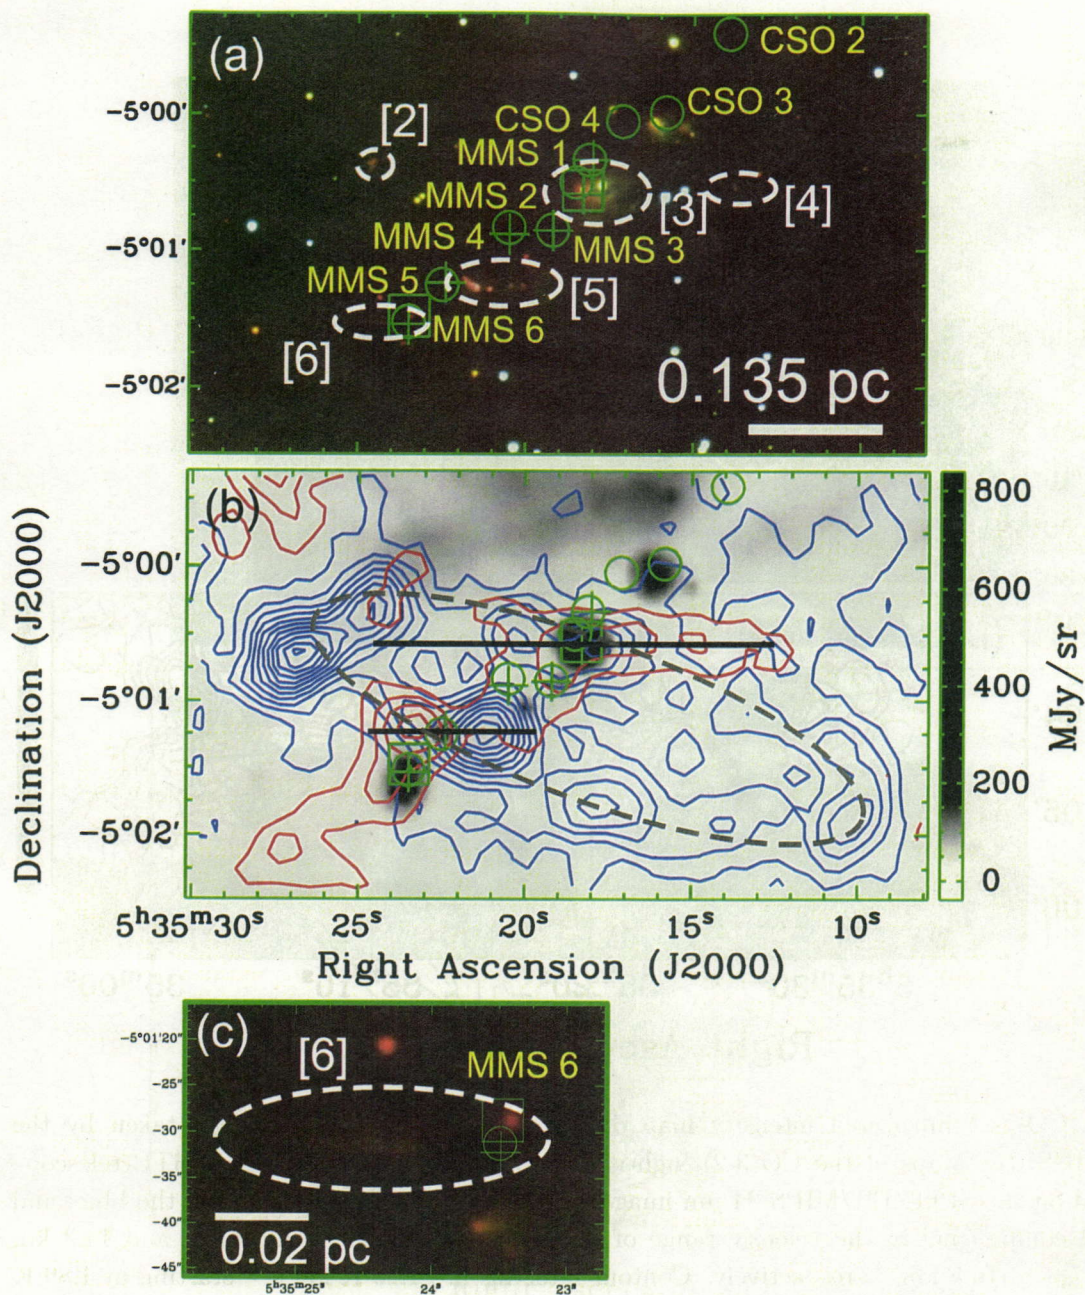 (a)
CSO 2
-5°00′
CSO 4
CSO 3
[2]
MMS 1
MMS 2
[3]
[4]
-5°01′
MMS 4
MMS 3
MMS 5
[5]
MMS 6
[6]
-5°02′
0.135 pc
(b)
-5°00′
-5°01′
-5°02′
Declination (J2000)
800
600
400
200
0
MJy/sr
5ʰ35ᵐ30ˢ
25ˢ
20ˢ
15ˢ
10ˢ
Right Ascension (J2000)
(c)
[6]
MMS 6
-5°01′20″
-25″
-30″
-35″
-40″
-45″
0.02 pc
5ʰ35ᵐ25ˢ
24ˢ
23ˢ